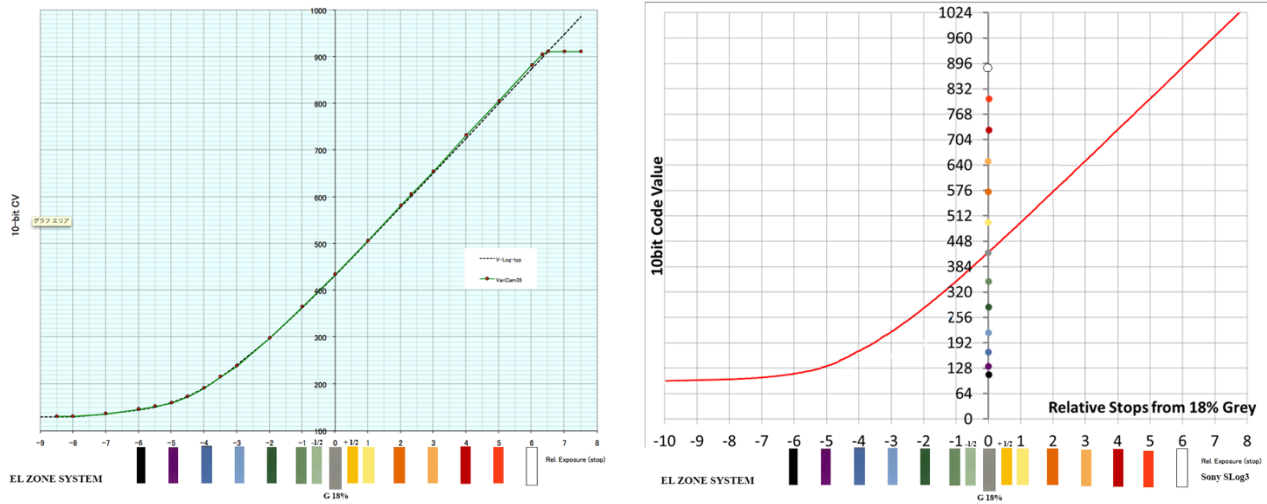 1000
900
800
700
600
500
400
300
200
100
10-bit CV
グラフ エリア
V-Log-typ
VariCam35
-9 -8 -7 -6 -5 -4 -3 -2 -1 -1/2 0 + 1/2 1 2 3 4 5 6 7 8
Rel. Exposure (stop)
EL ZONE SYSTEM
G 18%
1024
960
896
832
768
704
640
576
512
448
384
320
256
192
128
64
0
10bit Code Value
Relative Stops from 18% Grey
-10 -9 -8 -7 -6 -5 -4 -3 -2 -1 -1/2 0 + 1/2 1 2 3 4 5 6 7 8
Rel. Exposure (stop)
EL ZONE SYSTEM
Sony SLog3
G 18%